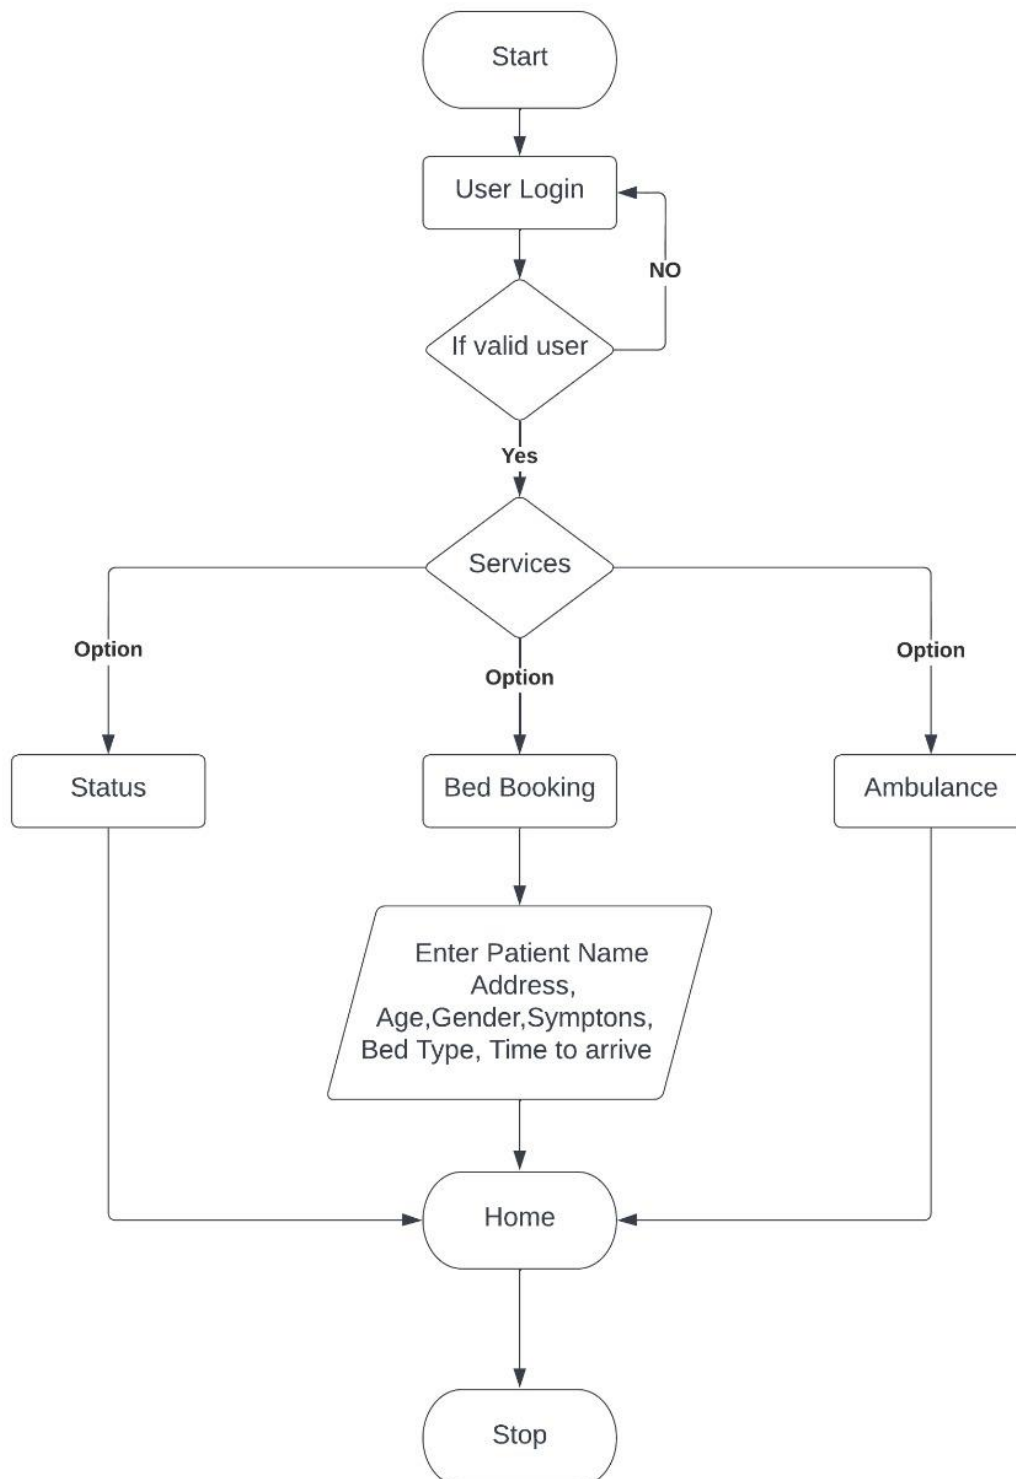 Start
User Login
NO
If valid user
Yes
Services
Option
Option
Option
Status
Bed Booking
Ambulance
Enter Patient Name
Address,
Age,Gender,Symptons,
Bed Type, Time to arrive
Home
Stop